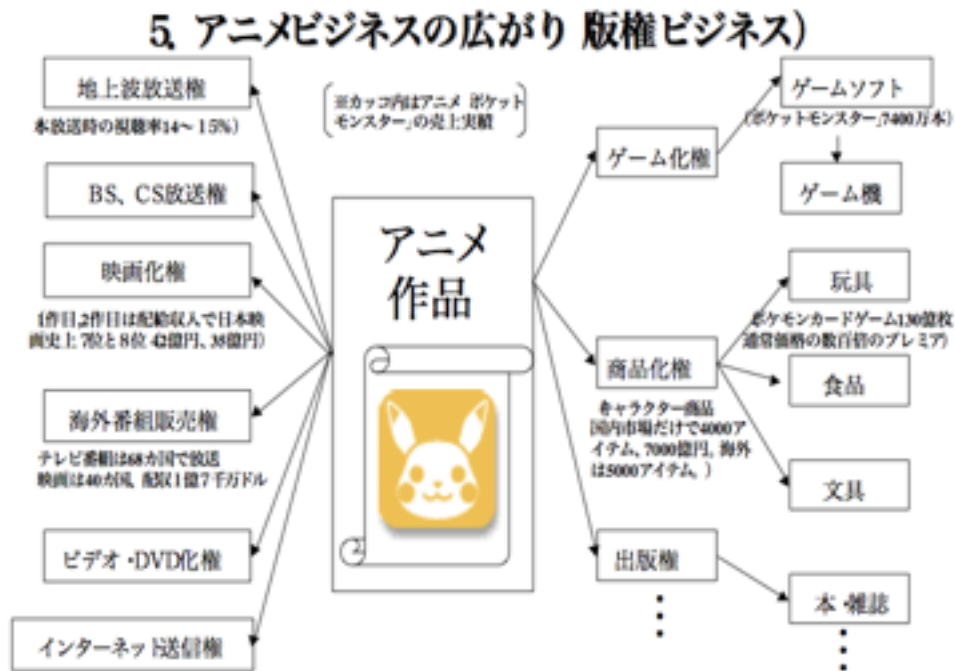 5. アニメビジネスの広がり 版権ビジネス)
地上波放送権
本放送時の視聴率14~15%)
BS、CS放送権
映画化権
1作目,2作目は配給収入で日本映
画史上7位と8位 42億円、38億円)
海外番組販売権
テレビ番組は68カ国で放送
映画は40カ国, 配収1億7千万ドル
ビデオ・DVD化権
インターネット送信権
※カッコ内はアニメ ポケット
モンスター」の売上実績
アニメ
作品
ゲーム化権
商品化権
キャラクター商品
国内市場だけで4000ア
イテム、7000億円, 海外
は5000アイテム。)
出版権
ゲームソフト
ポケットモンスター」7400万本)
ゲーム機
玩具
ポケモンカードゲーム130億枚
通常価格の数百倍のプレミア)
食品
文具
本・雑誌